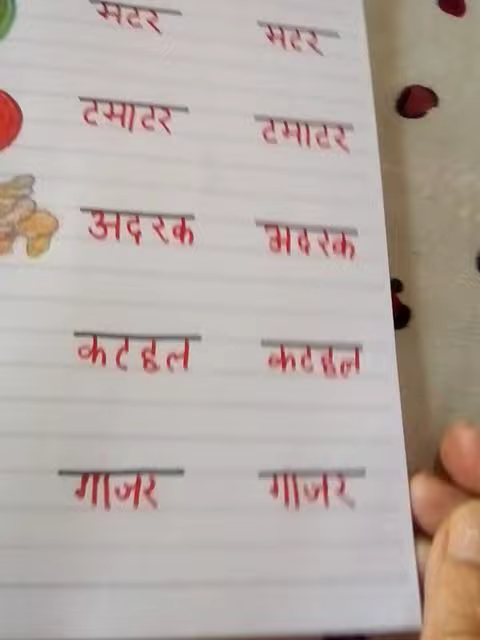 मटर मटर
टमाटर टमाटर
अदरक अदरक
कटहल कटहल
गाजर गाजर